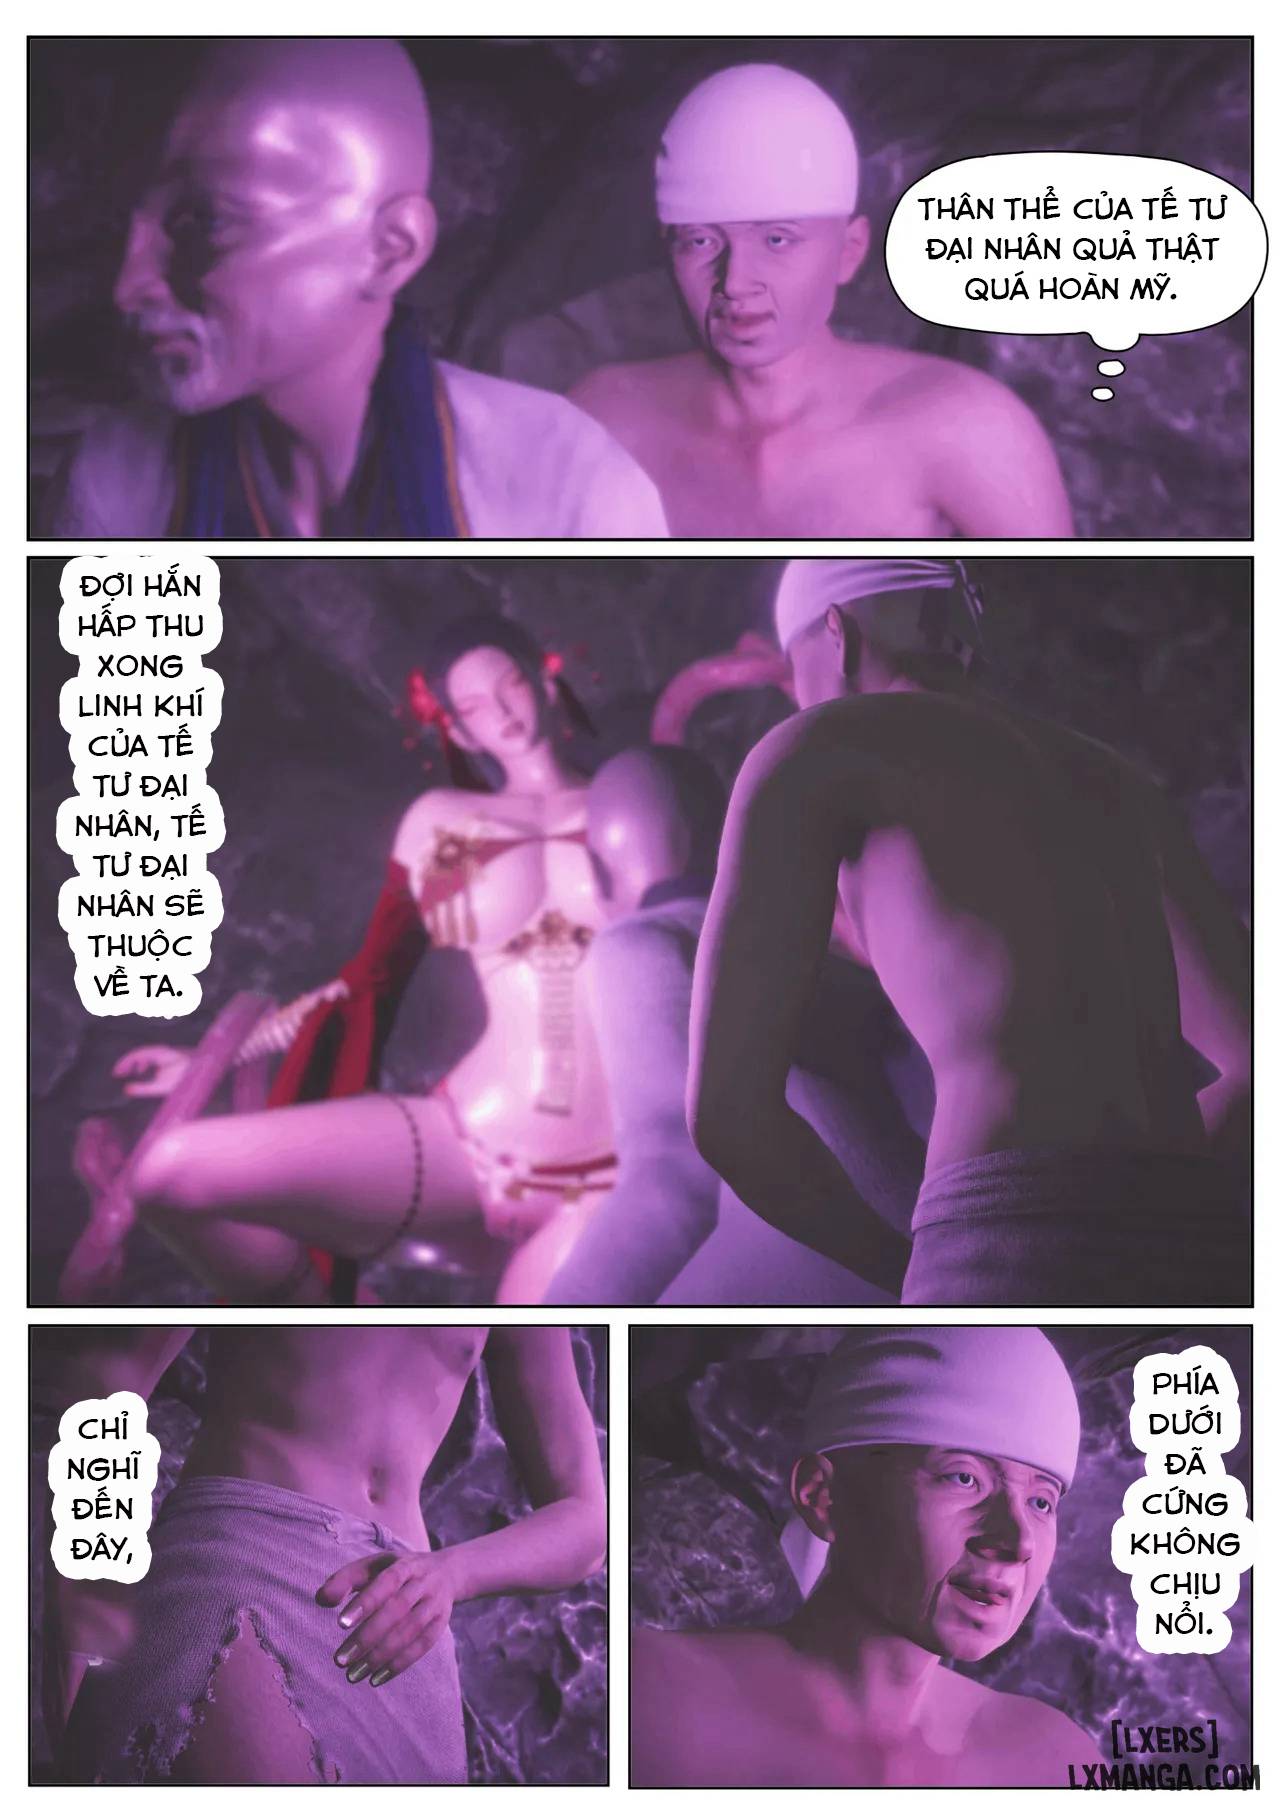 THÂN THỂ CỦA TẾ TƯ
ĐẠI NHÂN QUẢ THẬT
QUÁ HOÀN MỸ.
ĐỢI HẮN
HẤP THU
XONG
LINH KHÍ
CỦA TẾ
TƯ ĐẠI
NHÂN, TẾ
TƯ ĐẠI
NHÂN SẼ
THUỘC
VỀ TA.
CHỈ
NGHĨ
ĐẾN
ĐÂY,
PHÍA
DƯỚI
ĐÃ
CỨNG
KHÔNG
CHỊU
NỔI.
[LXERS]
LXMANGA.COM